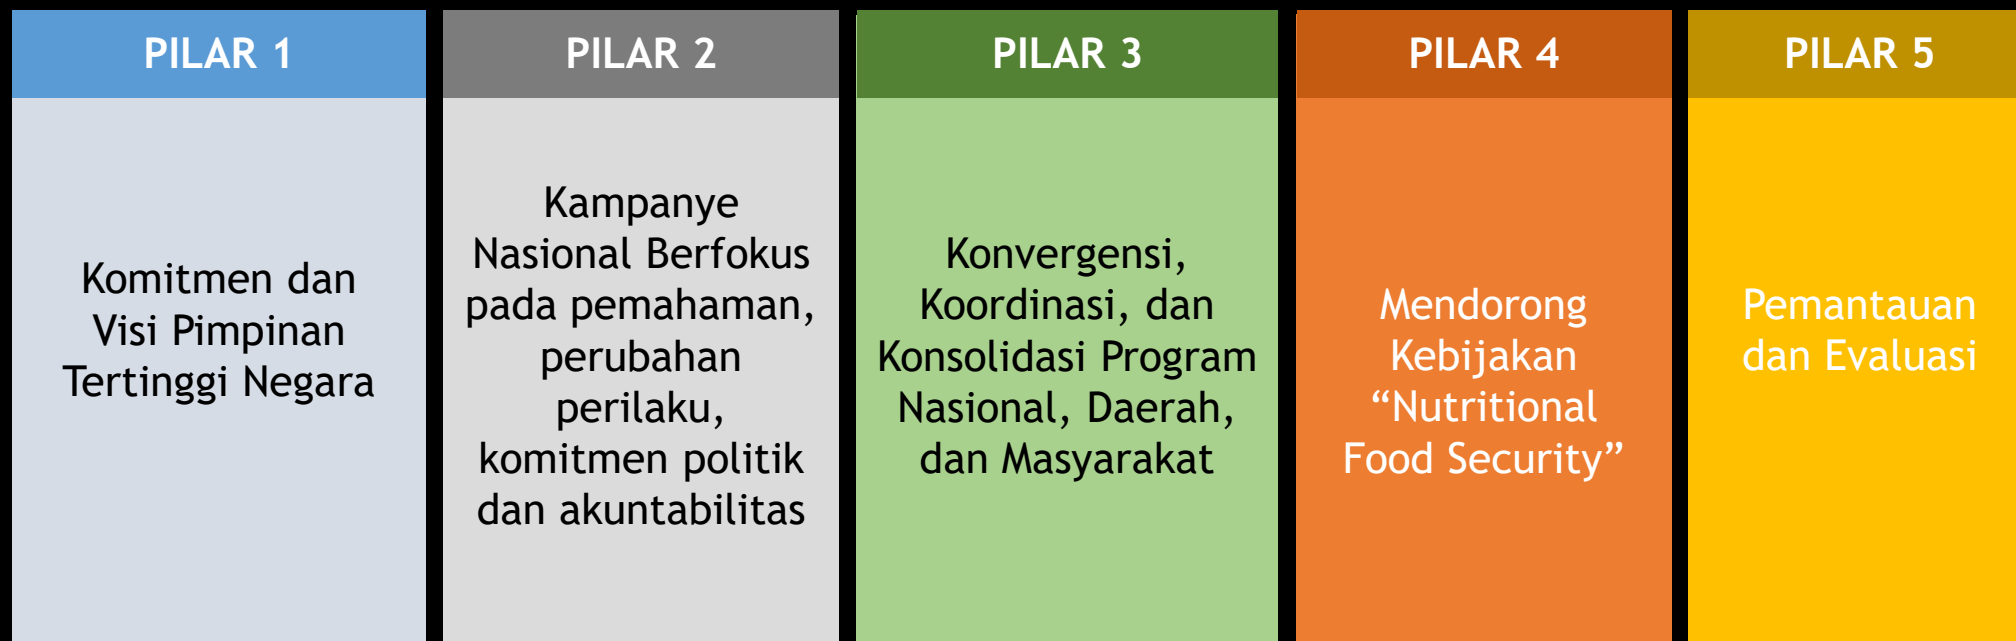 PILAR 1
Komitmen dan
Visi Pimpinan
Tertinggi Negara
PILAR 2
Kampanye
Nasional Berfokus
pada pemahaman,
perubahan
perilaku,
komitmen politik
dan akuntabilitas
PILAR 3
Konvergensi,
Koordinasi, dan
Konsolidasi Program
Nasional, Daerah,
dan Masyarakat
PILAR 4
Mendorong
Kebijakan
“Nutritional
Food Security”
PILAR 5
Pemantauan
dan Evaluasi